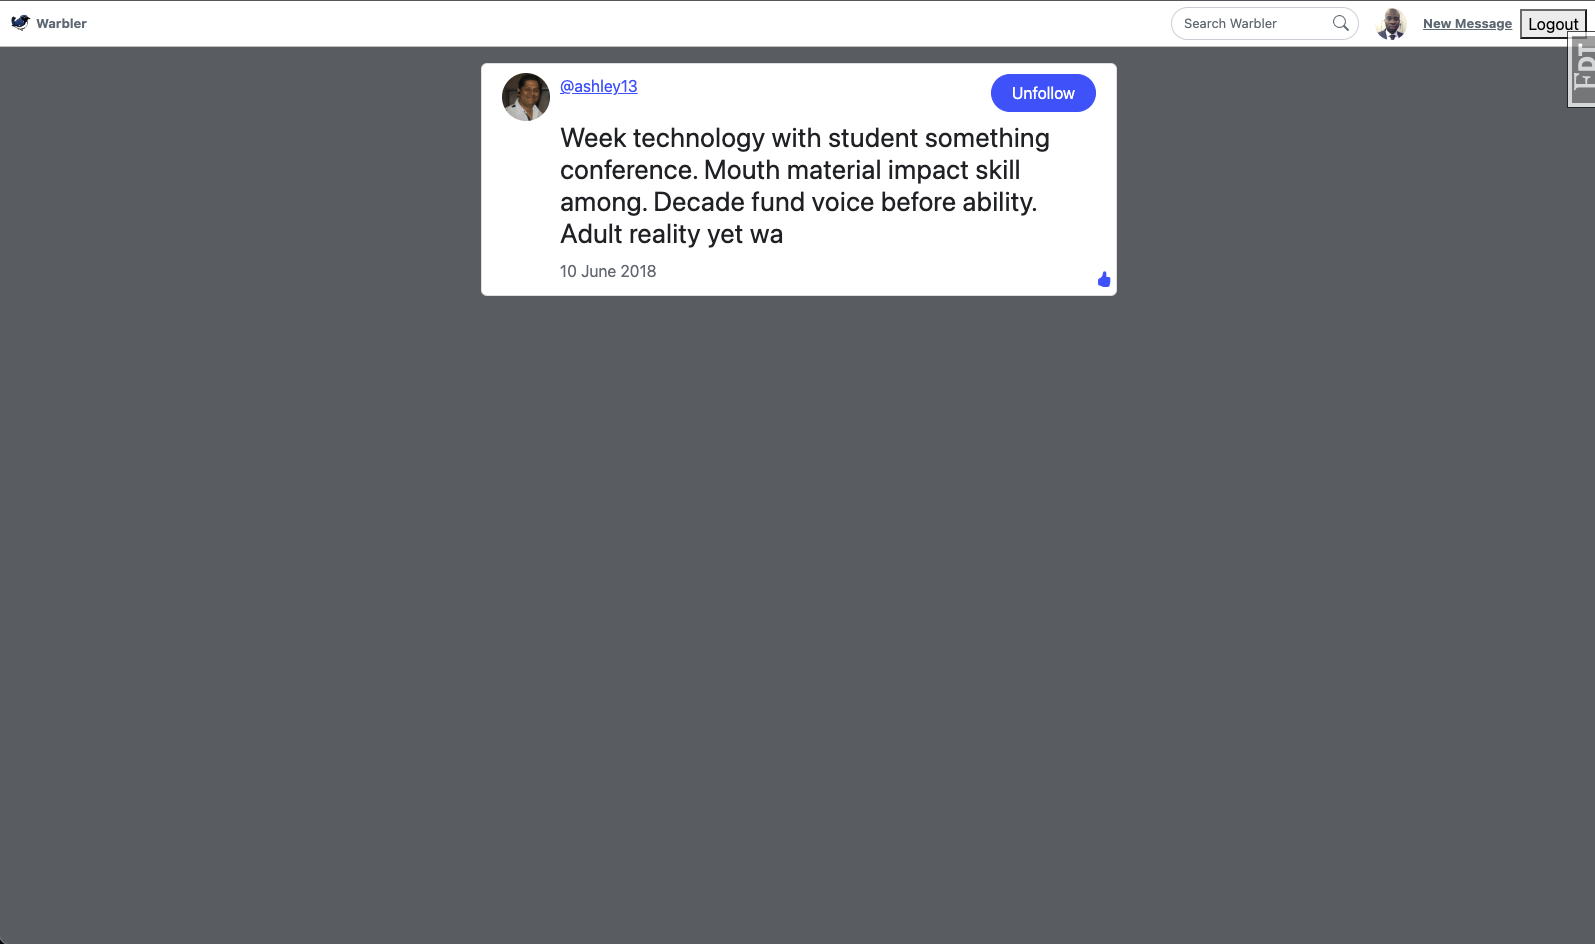 Warbler
Search Warbler
New Message
Logout
FDT
@ashley13
Unfollow
Week technology with student something
conference. Mouth material impact skill
among. Decade fund voice before ability.
Adult reality yet wa
10 June 2018